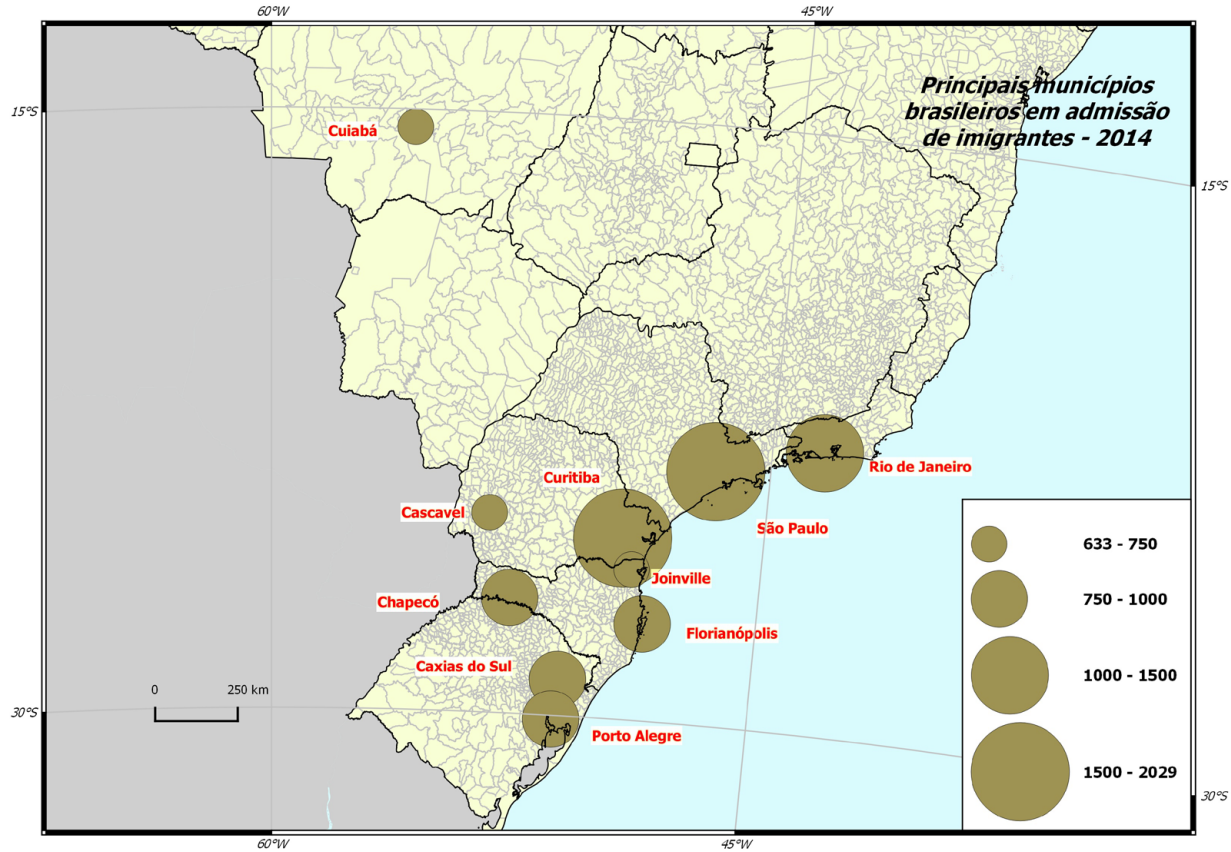 60°W
45°W
Principais municípios
brasileiros em admissão
de imigrantes - 2014
15°S
15°S
Cuiabá
Rio de Janeiro
Curitiba
Cascavel
São Paulo
633 - 750
Joinville
Chapecó
750 - 1000
Florianópolis
Caxias do Sul
1000 - 1500
0 250 km
30°S
Porto Alegre
1500 - 2029
30°S
60°W
45°W